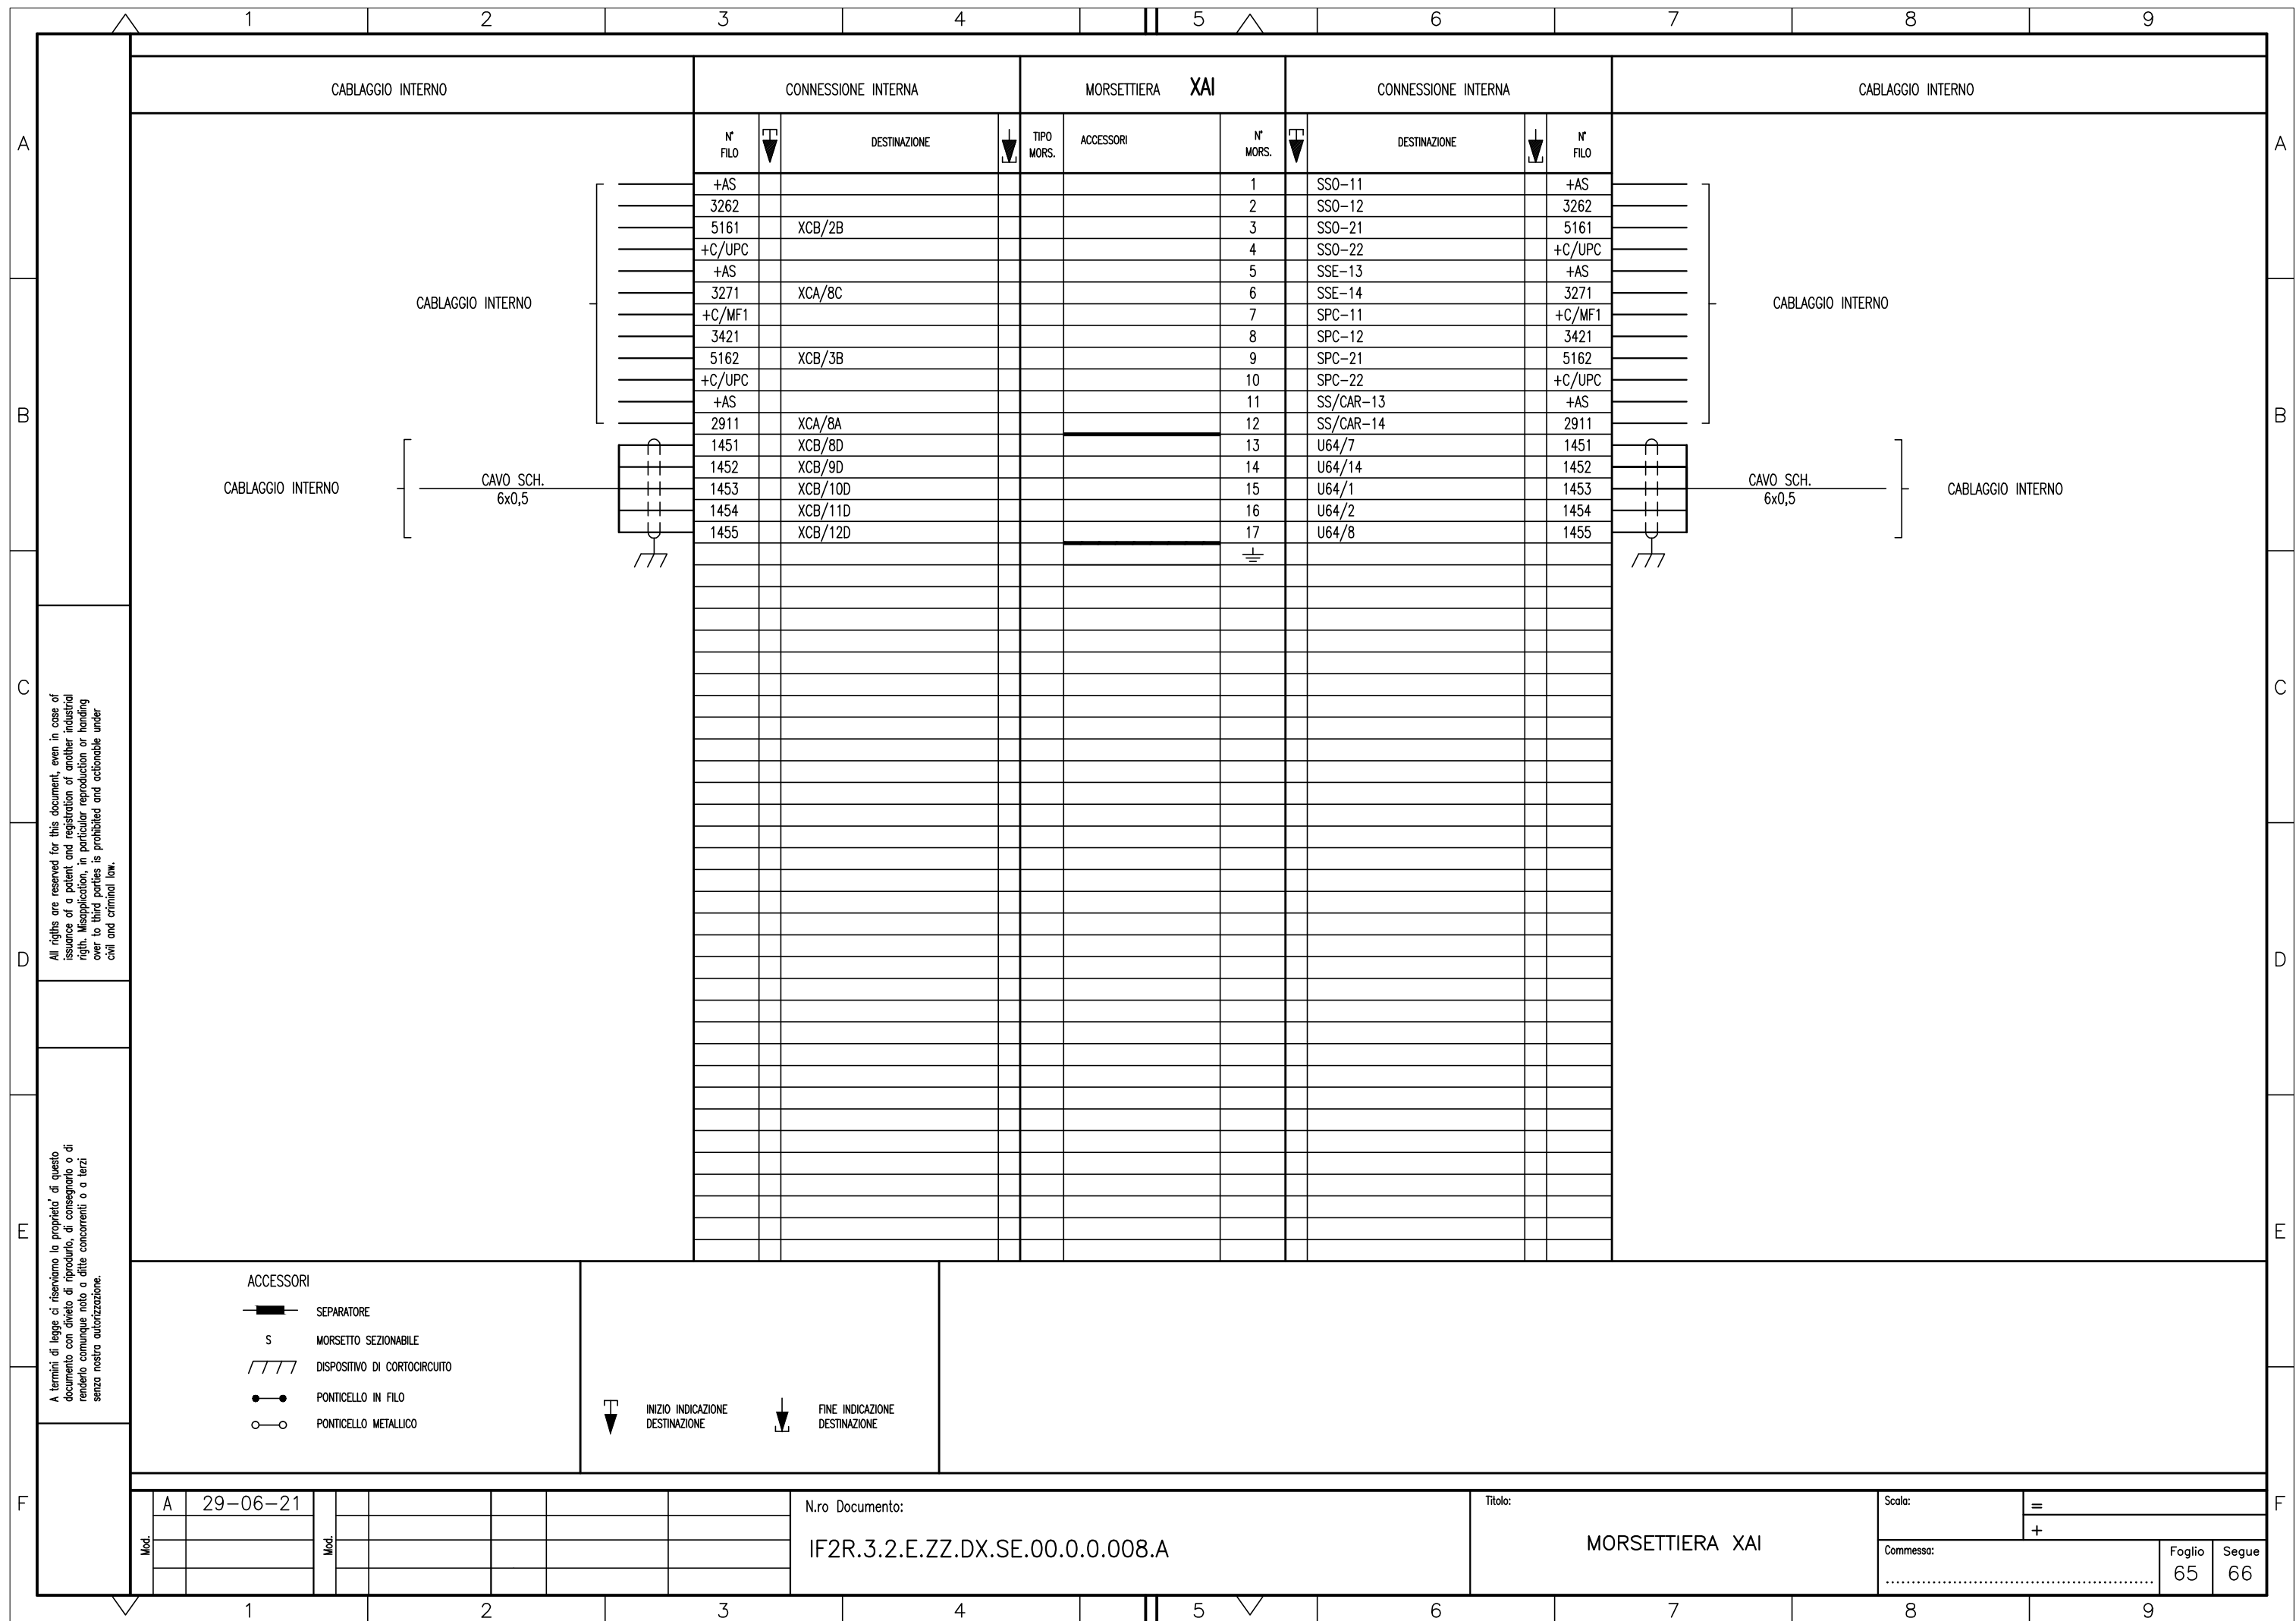 1 2 3 4 5 6 7 8 9
CABLAGGIO INTERNO CONNESSIONE INTERNA MORSETTIERA XAI CONNESSIONE INTERNA CABLAGGIO INTERNO
N° FILO DESTINAZIONE TIPO MORS. ACCESSORI N° MORS. DESTINAZIONE N° FILO
+AS 1 SSO-11 +AS
3262 2 SSO-12 3262
5161 XCB/2B 3 SSO-21 5161
+C/UPC 4 SSO-22 +C/UPC
+AS 5 SSE-13 +AS
3271 XCA/8C 6 SSE-14 3271
+C/MF1 7 SPC-11 +C/MF1
3421 8 SPC-12 3421
5162 XCB/3B 9 SPC-21 5162
+C/UPC 10 SPC-22 +C/UPC
+AS 11 SS/CAR-13 +AS
2911 XCA/8A 12 SS/CAR-14 2911
1451 XCB/8D 13 U64/7 1451
1452 XCB/9D 14 U64/14 1452
1453 XCB/10D 15 U64/1 1453
1454 XCB/11D 16 U64/2 1454
1455 XCB/12D 17 U64/8 1455
CABLAGGIO INTERNO
CABLAGGIO INTERNO
CABLAGGIO INTERNO
CAVO SCH.
6x0,5
CAVO SCH.
6x0,5
CABLAGGIO INTERNO
A A
B B
C C
D D
E E
F F
All rigths are reserved for this document, even in case of
issuance of a patent and registration of another industrial
rigth. Misapplication, in particular reproduction or handing
over to third parties is prohibited and actionable under
civil and criminal law.
A termini di legge ci riserviamo la proprieta' di questo
documento con divieto di riprodurlo, di consegnarlo o di
renderlo comunque noto a ditte concorrenti o a terzi
senza nostra autorizzazione.
ACCESSORI
SEPARATORE
S MORSETTO SEZIONABILE
DISPOSITIVO DI CORTOCIRCUITO
PONTICELLO IN FILO
PONTICELLO METALLICO
INIZIO INDICAZIONE
DESTINAZIONE
FINE INDICAZIONE
DESTINAZIONE
Mod.
A 29-06-21
Mod.
N.ro Documento:
IF2R.3.2.E.ZZ.DX.SE.00.0.0.008.A
Titolo:
MORSETTIERA XAI
Scala:
=
+
Commessa:
Foglio
65
Segue
66
1 2 3 4 5 6 7 8 9